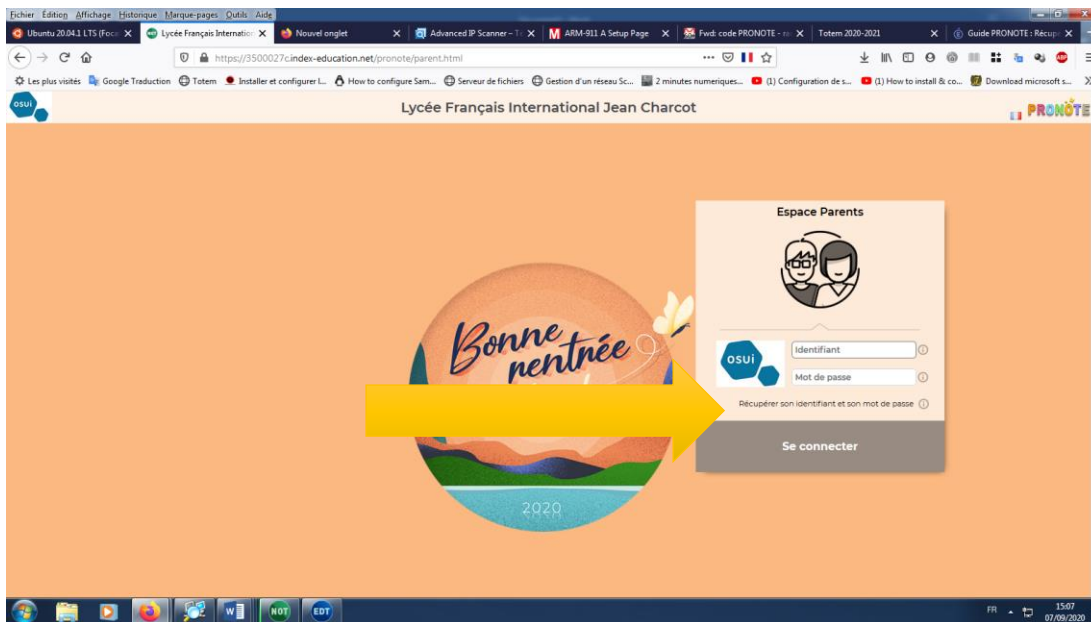 Fichier Édition Affichage Historique Marque-pages Outils Aide
Ubuntu 20.04.1 LTS (Foca
Lycée Français Internation
Nouvel onglet
Advanced IP Scanner – T
ARM-911 A Setup Page
Fwd: code PRONOTE -
Totem 2020-2021
Guide PRONOTE : Récup
https://3500027c.index-education.net/pronote/parent.html
Les plus visités Google Traduction Totem Installer et configurer l... How to configure Sam... Serveur de fichiers Gestion d'un réseau Sc... 2 minutes numeriques... (1) Configuration de s... (1) How to install & co... Download microsoft s...
osui
Lycée Français International Jean Charcot
PRONOTE
Espace Parents
Bonne
rentrée
2020
osui
Identifiant
Mot de passe
Récupérer son identifiant et son mot de passe
Se connecter
W
NOT
EDT
FR
15:07
07/09/2020